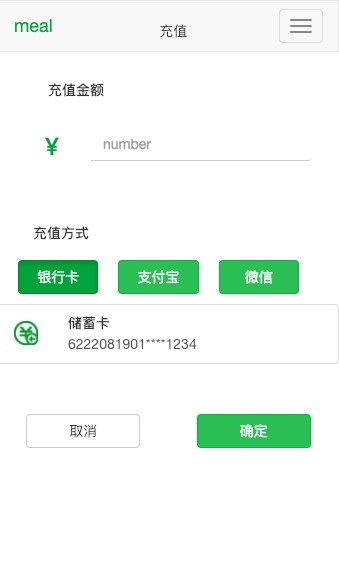 meal
充值
充值金额
¥ number
充值方式
银行卡 支付宝 微信
储蓄卡
6222081901****1234
取消 确定